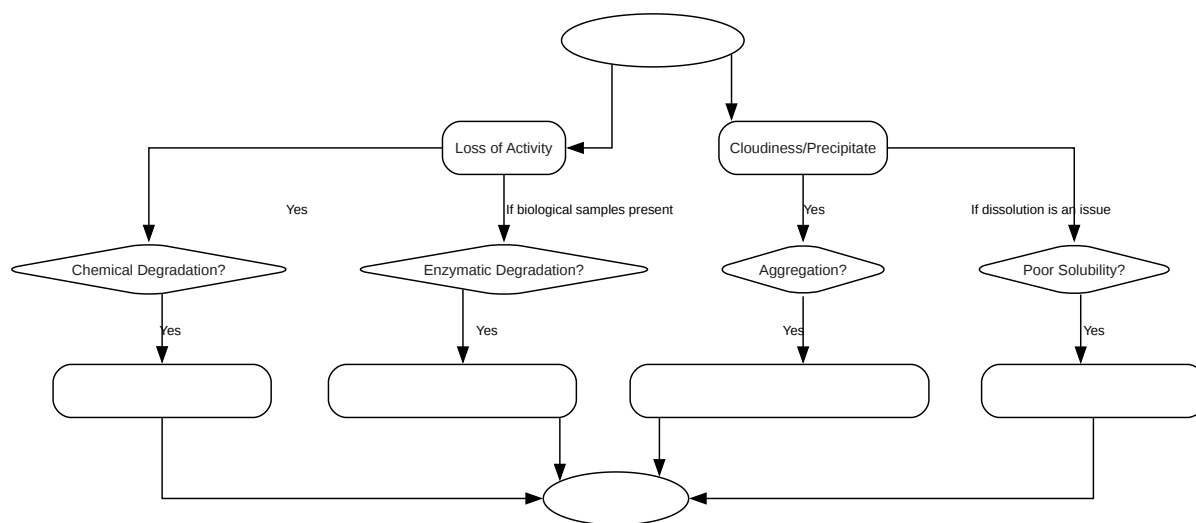 Loss of Activity
Cloudiness/Precipitate
Yes
If biological samples present
Yes
If dissolution is an issue
Chemical Degradation?
Enzymatic Degradation?
Aggregation?
Poor Solubility?
Yes
Yes
Yes
Yes